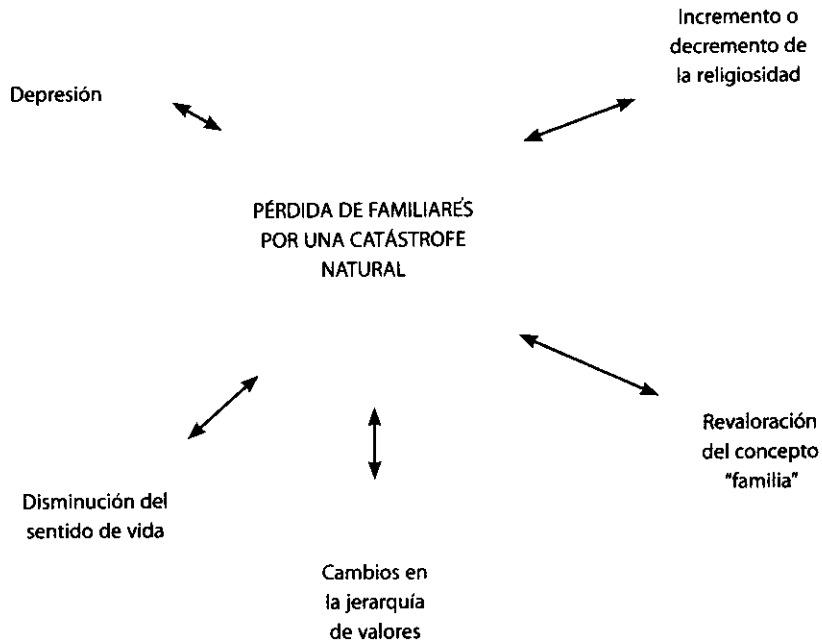 Incremento o
decremento de
la religiosidad
Depresión
PÉRDIDA DE FAMILIARES
POR UNA CATÁSTROFE
NATURAL
Revaloración
del concepto
"familia"
Disminución del
sentido de vida
Cambios en
la jerarquía
de valores